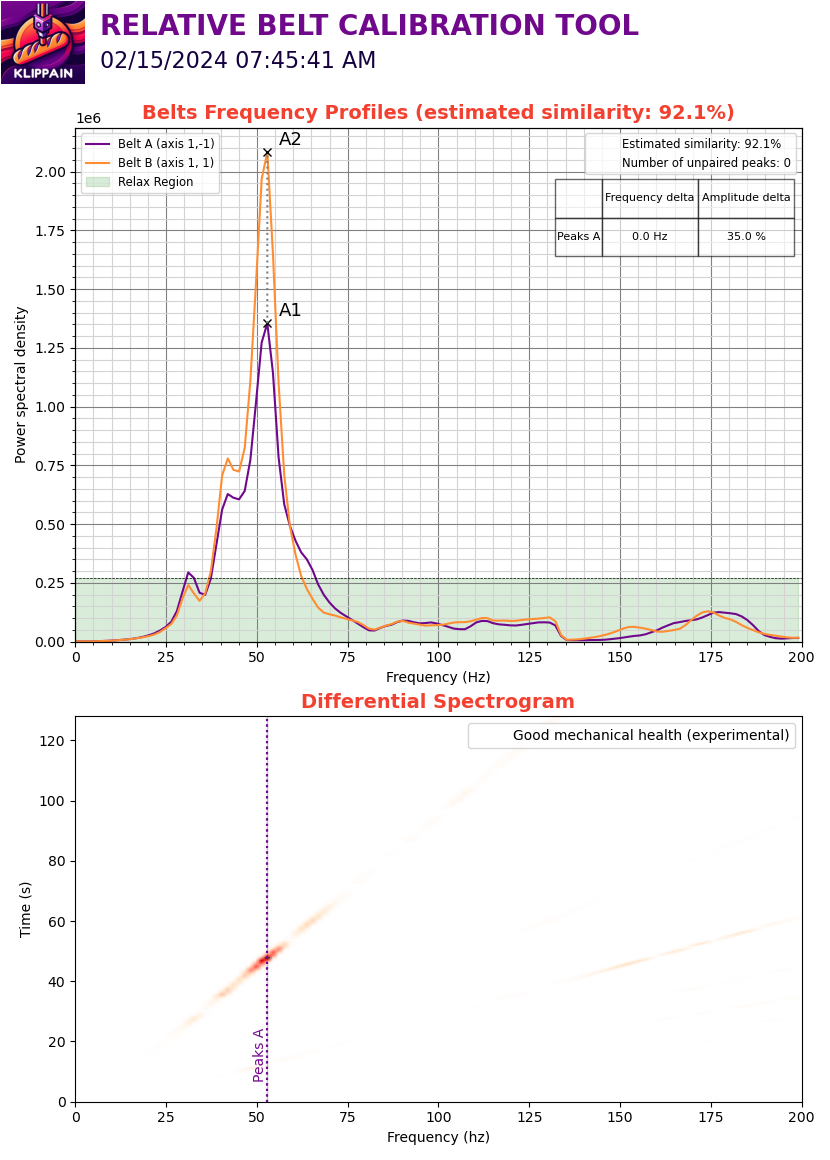 KLIPPAIN
RELATIVE BELT CALIBRATION TOOL
02/15/2024 07:45:41 AM
Belts Frequency Profiles (estimated similarity: 92.1%)
1e6
Belt A (axis 1,-1)
Belt B (axis 1, 1)
Relax Region
A2
A1
Estimated similarity: 92.1%
Number of unpaired peaks: 0
Frequency delta Amplitude delta
Peaks A 0.0 Hz 35.0 %
Power spectral density
2.00
1.75
1.50
1.25
1.00
0.75
0.50
0.25
0.00
0 25 50 75 100 125 150 175 200
Frequency (Hz)
Differential Spectrogram
Good mechanical health (experimental)
Time (s)
120
100
80
60
40
20
0
Peaks A
0 25 50 75 100 125 150 175 200
Frequency (hz)